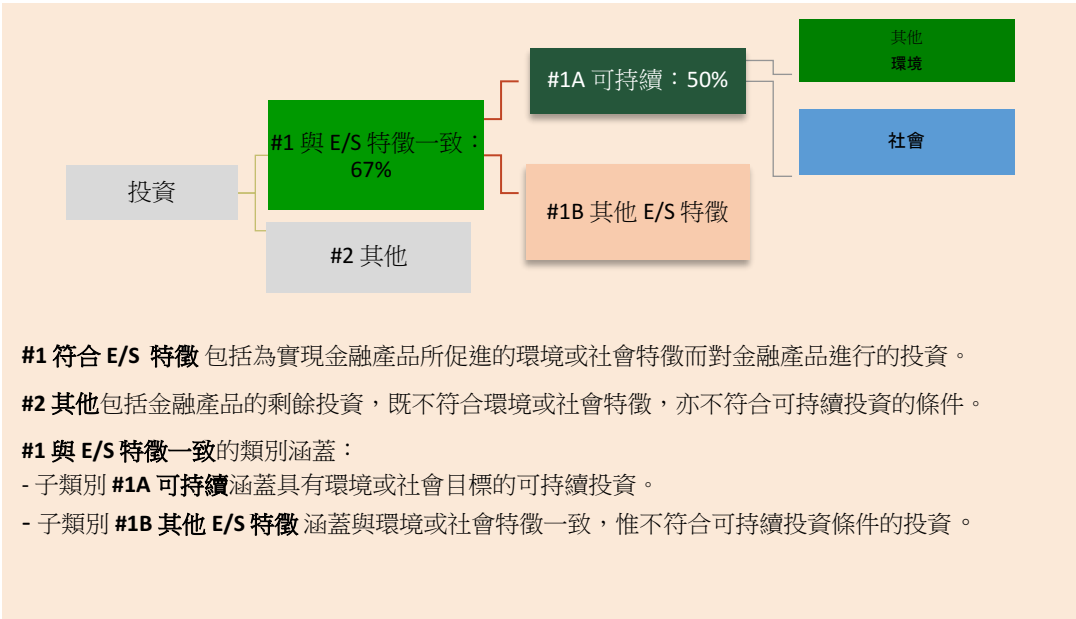 其他
環境
#1A 可持續：50%
#1 與 E/S 特徵一致：
67%
社會
投資
#1B 其他 E/S 特徵
#2 其他
#1 符合 E/S 特徵 包括為實現金融產品所促進的環境或社會特徵而對金融產品進行的投資。
#2 其他包括金融產品的剩餘投資，既不符合環境或社會特徵，亦不符合可持續投資的條件。
#1 與 E/S 特徵一致的類別涵蓋：
- 子類別 #1A 可持續涵蓋具有環境或社會目標的可持續投資。
- 子類別 #1B 其他 E/S 特徵 涵蓋與環境或社會特徵一致，惟不符合可持續投資條件的投資。